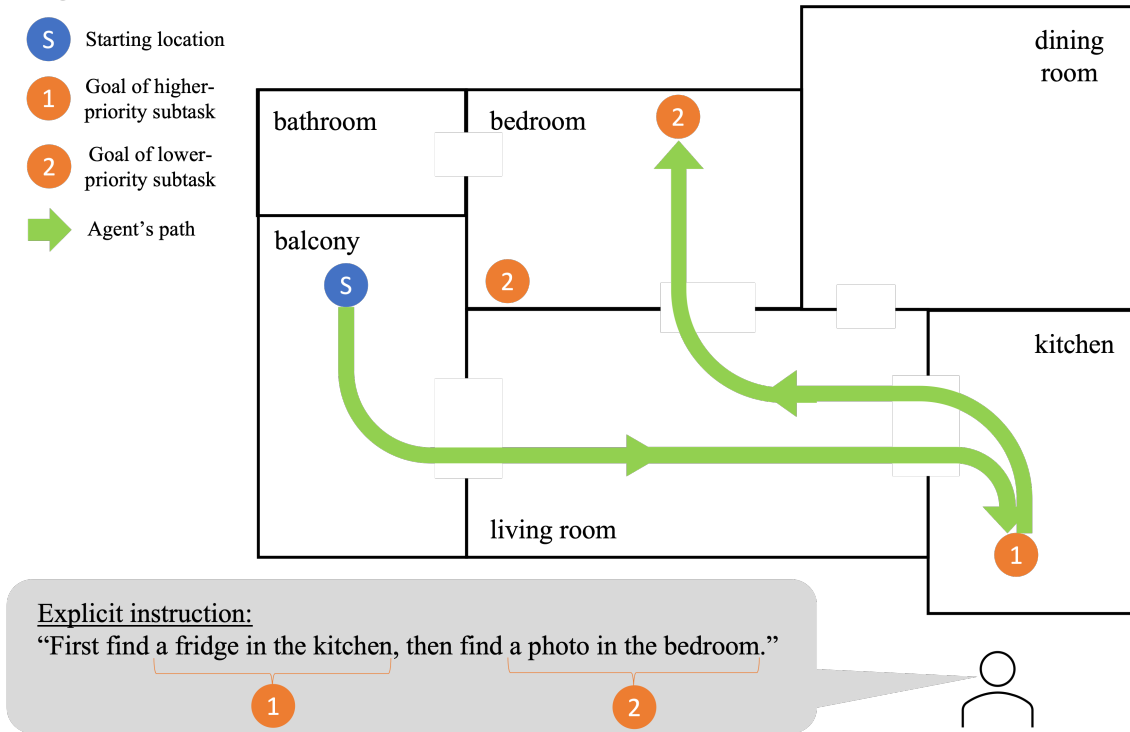 S
Starting location
1
Goal of higher-
priority subtask
2
Goal of lower-
priority subtask
Agent's path
dining
room
bathroom
bedroom
2
balcony
S
2
kitchen
living room
1
Explicit instruction:
“First find a fridge in the kitchen, then find a photo in the bedroom.”
1
2